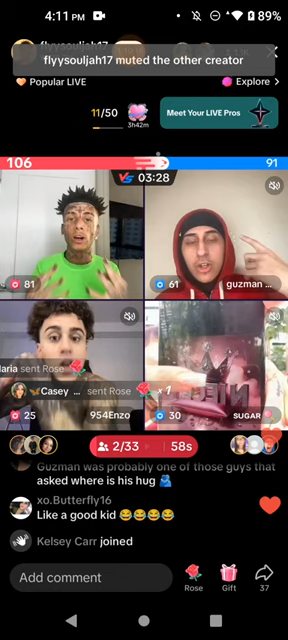 4:11 PM
89%
flyysouljah17
flyysouljah17 muted the other creator
Popular LIVE
Explore >
11/50
3h42m
Meet Your LIVE Pros
106
VS 03:28
91
81
61
guzman ...
aria sent Rose
Casey ... sent Rose x 1
25
954Enzo
30
SUGAR
2/33
58s
Guzman was probably one of those guys that
asked where is his hug 🫂
xo.Butterfly16
Like a good kid 😂😂😂😂
Kelsey Carr joined
Add comment
Rose
Gift
37